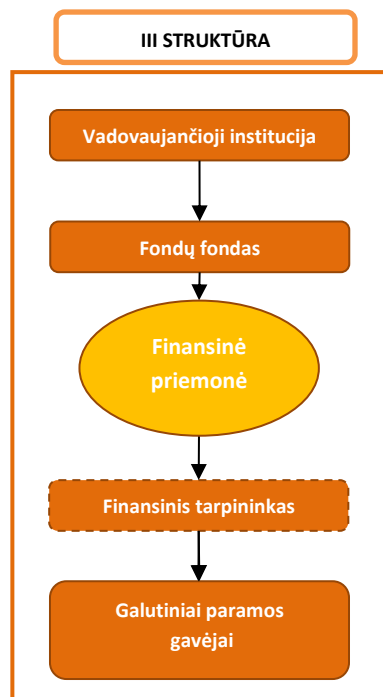 III STRUKTŪRA
Vadovaujančioji institucija
Fondų fondas
Finansinė
priemonė
Finansinis tarpininkas
Galutiniai paramos
gavėjai